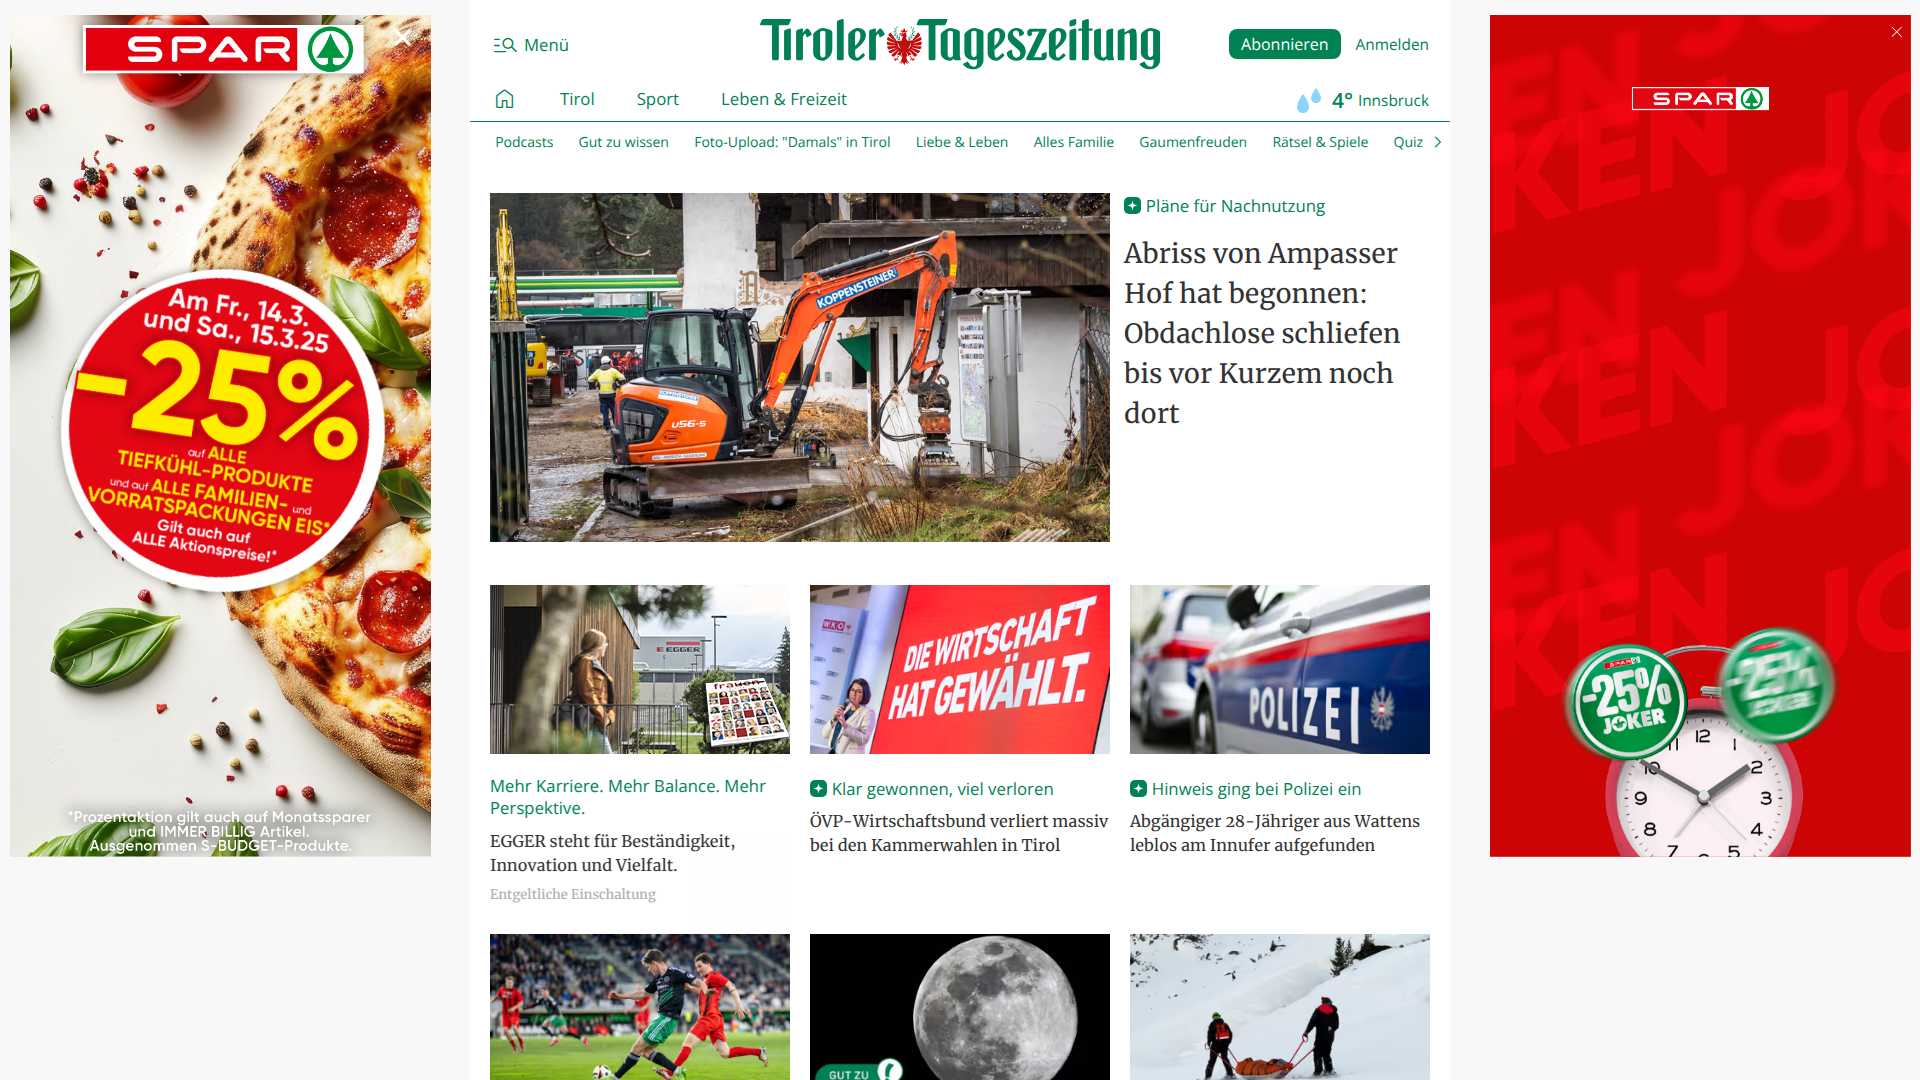 SPAR
Am Fr., 14.3.
und Sa., 15.3.25
-25%
auf ALLE
TIEFKÜHL-PRODUKTE
und auf ALLE FAMILIEN- und
VORRATSPACKUNGEN EIS*
Gilt auch auf
ALLE Aktionspreise!*
*Prozentaktion gilt auch auf Monatssparer
und IMMER BILLIG Artikel.
Ausgenommen S-BUDGET-Produkte.
Menü
Tiroler Tageszeitung
Abonnieren
Anmelden
Tirol
Sport
Leben & Freizeit
4° Innsbruck
Podcasts
Gut zu wissen
Foto-Upload: "Damals" in Tirol
Liebe & Leben
Alles Familie
Gaumenfreuden
Rätsel & Spiele
Quiz
KOPPENSTEINER
U56-5
Pläne für Nachnutzung
Abriss von Ampasser
Hof hat begonnen:
Obdachlose schliefen
bis vor Kurzem noch
dort
EGGER
frauen
Mehr Karriere. Mehr Balance. Mehr
Perspektive.
EGGER steht für Beständigkeit,
Innovation und Vielfalt.
Entgeltliche Einschaltung
WKO
DIE WIRTSCHAFT
HAT GEWÄHLT.
Klar gewonnen, viel verloren
ÖVP-Wirtschaftsbund verliert massiv
bei den Kammerwahlen in Tirol
POLIZEI
Hinweis ging bei Polizei ein
Abgängiger 28-Jähriger aus Wattens
leblos am Innufer aufgefunden
GUT ZU
SPAR
JOKER
SPAR
-25%
JOKER
-25%
JOKER
12
1
2
3
4
5
7
8
9
10
11